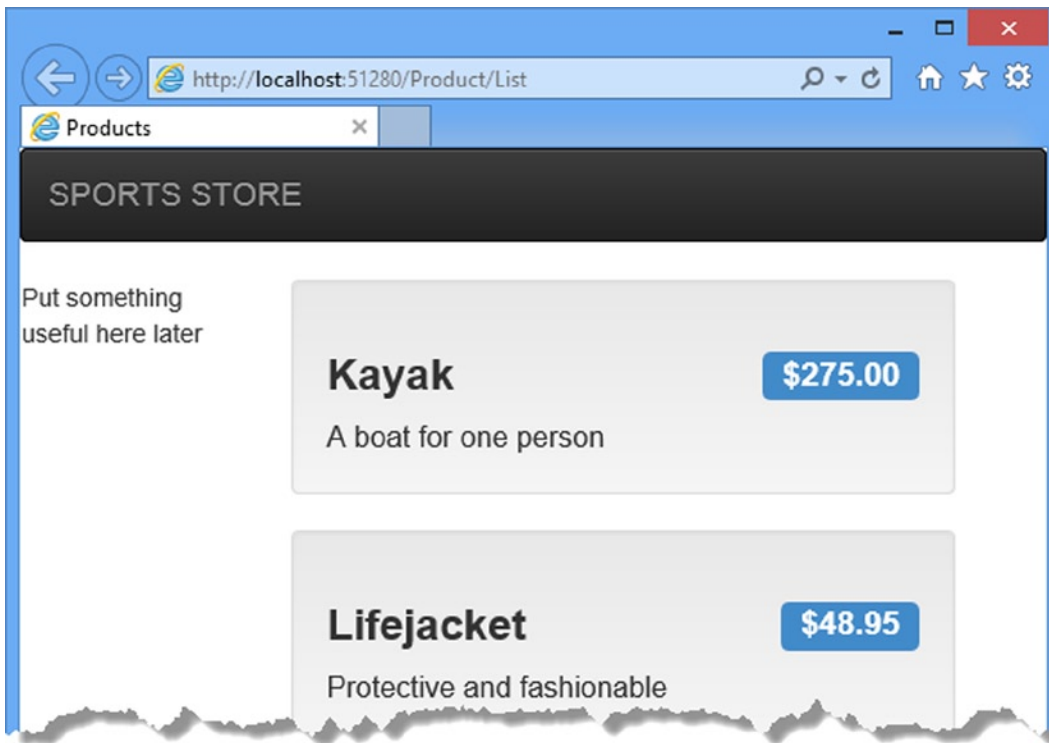 http://localhost:51280/Product/List
Products
SPORTS STORE
Put something
useful here later
Kayak
$275.00
A boat for one person
Lifejacket
$48.95
Protective and fashionable